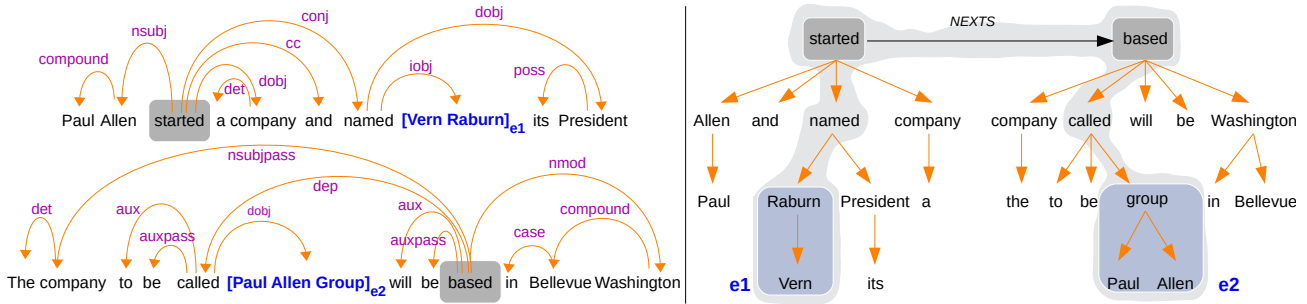 conj
dobj
nsubj
cc
compound
iobj
dobj
poss
det
Paul Allen started a company and named [Vern Raburn]e1 its President
nsubjpass
nmod
dep
det
aux
dobj
aux
compound
auxpass
auxpass
case
The company to be called [Paul Allen Group]e2 will be based in Bellevue Washington
NEXTS
started
based
Allen and named company
company called will be Washington
Paul Raburn President a
the to be group in Bellevue
e1 Vern its
Paul Allen e2